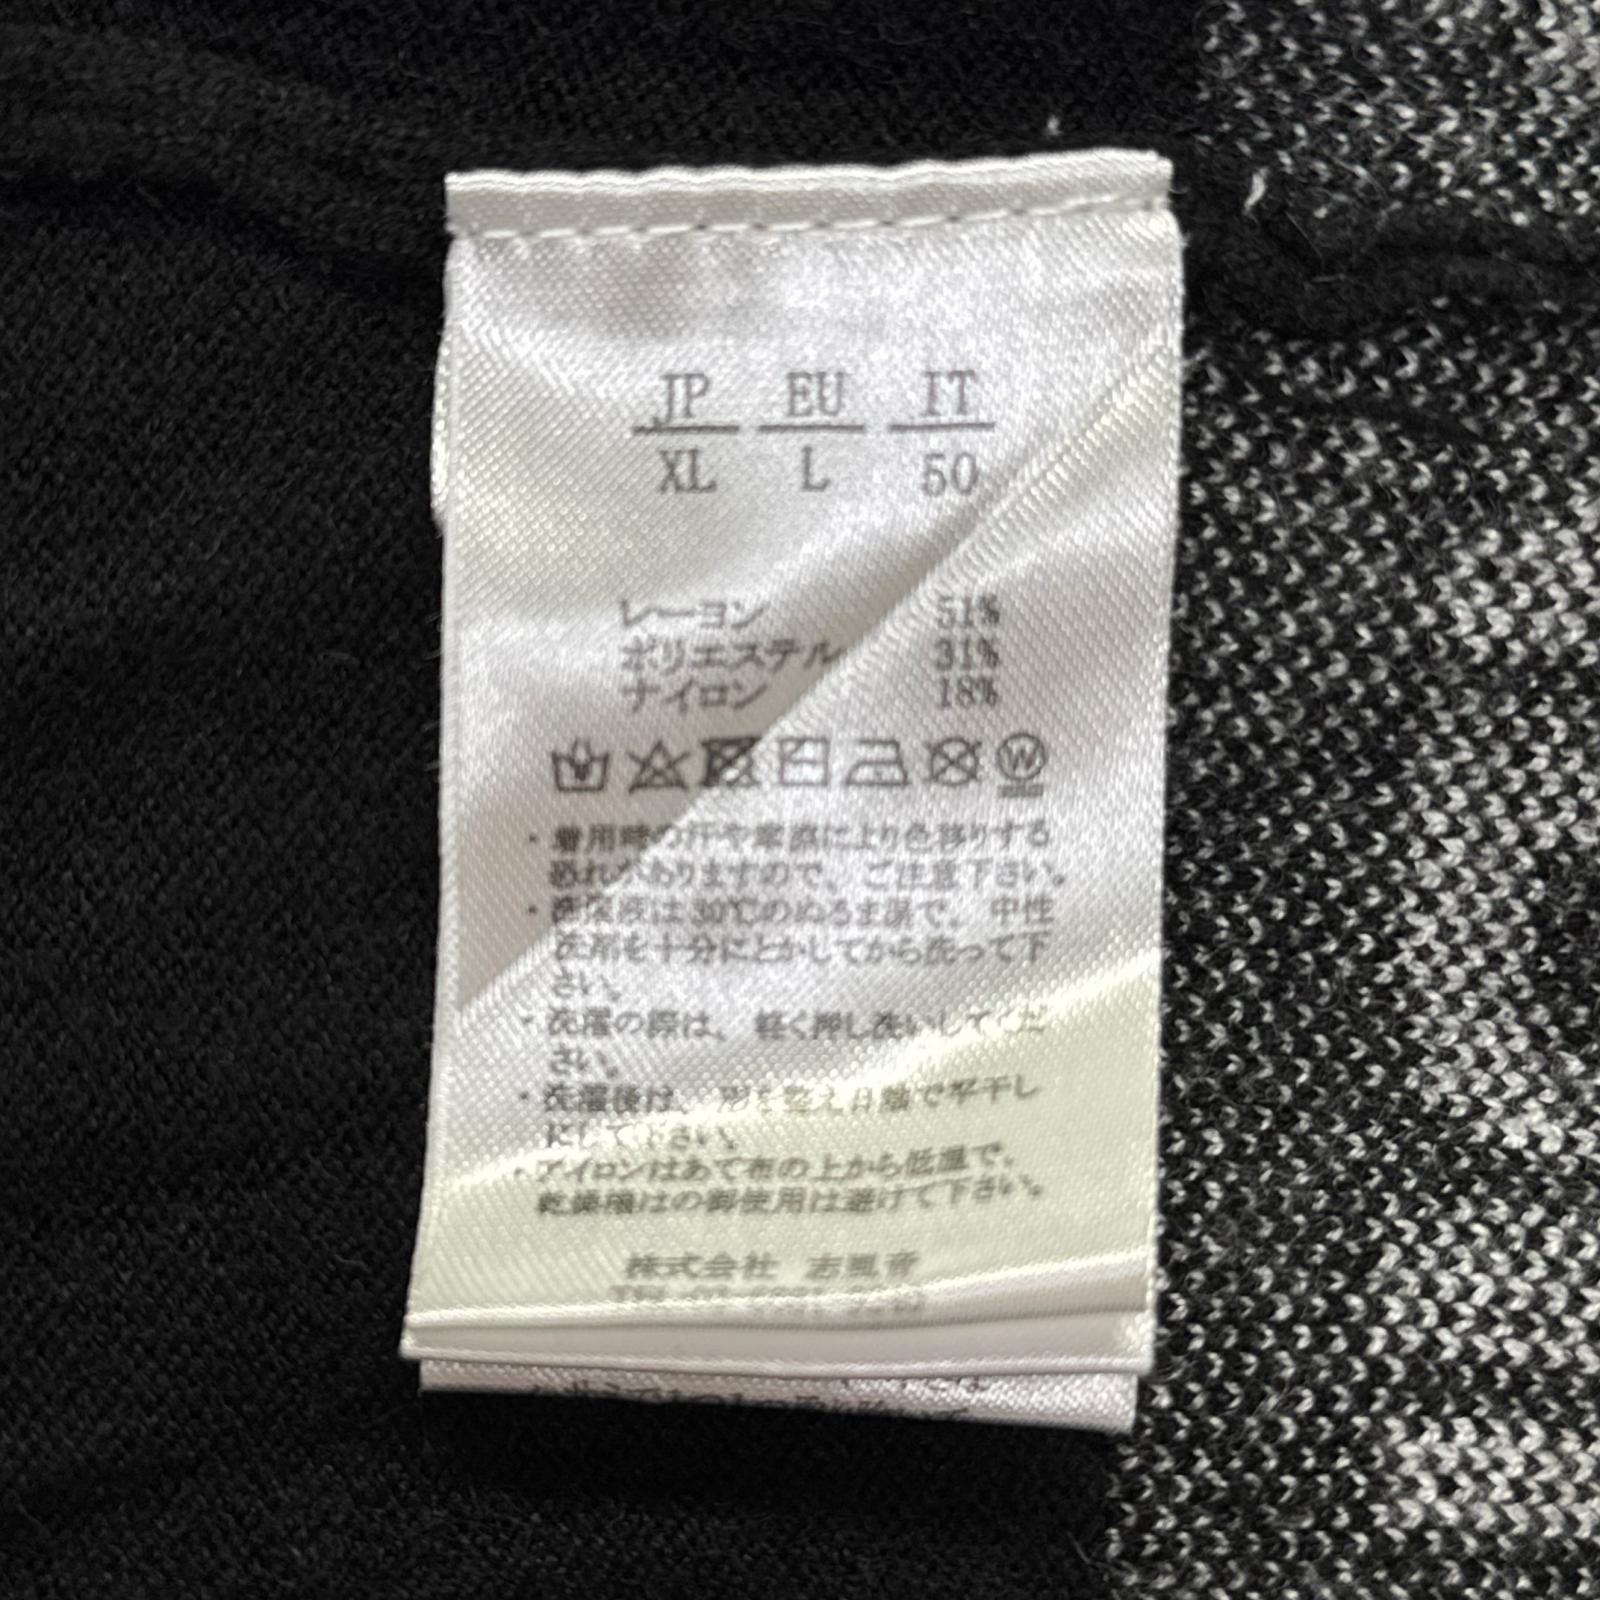 JP EU IT
XL L 50
レーヨン 51%
ポリエステル 31%
ナイロン 18%
W
・着用時の汗や摩擦により色移りする
恐れがありますので、ご注意下さい。
・洗濯液は30℃のぬるま湯で、中性
洗剤を十分にとかしてから洗って下
さい。
・洗濯の際は、軽く押し洗いしてくだ
さい。
・洗濯後は、形を整え日陰で平干し
にして下さい。
・アイロンはあて布の上から低温で、
乾燥機はの御使用は避けて下さい。
株式会社 志風音